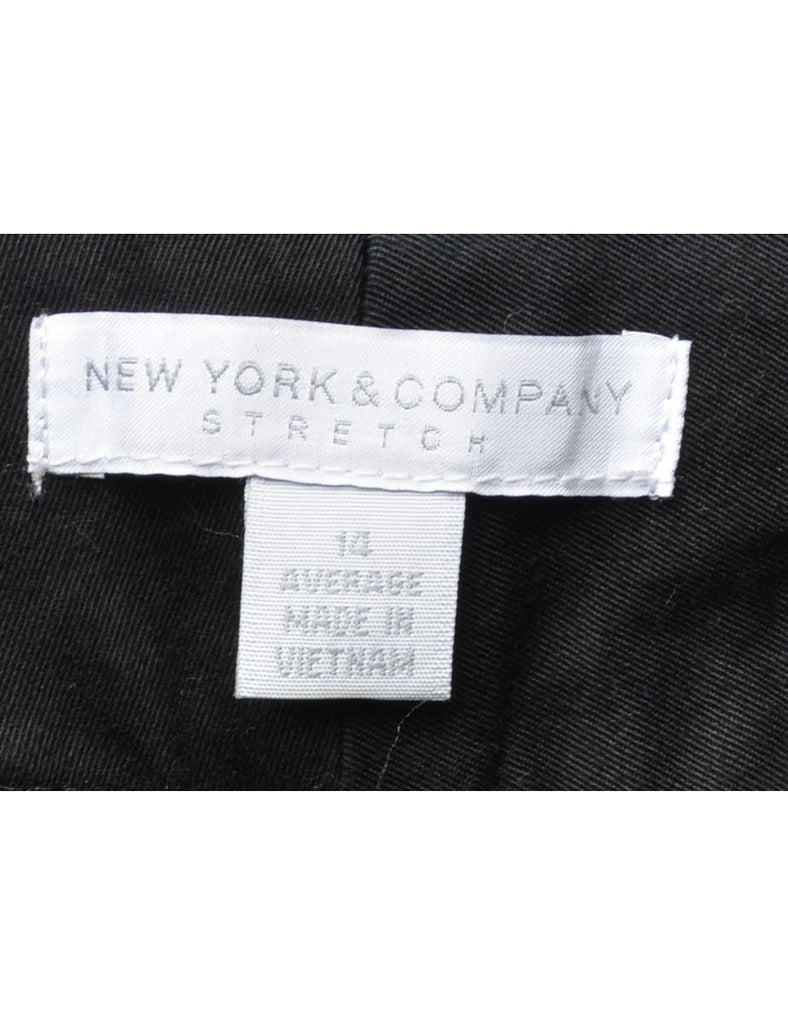 NEW YORK & COMPANY
STRETCH
14
AVERAGE
MADE IN
VIETNAM